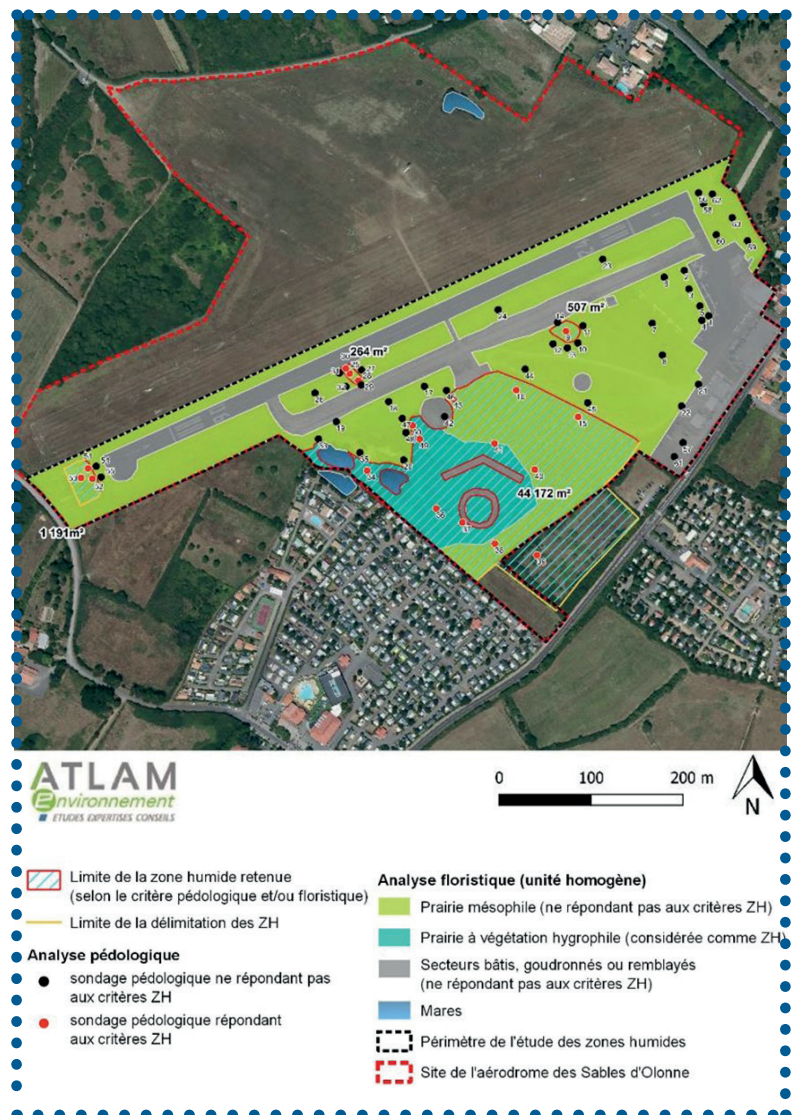 507 m²
264 m²
44 172 m²
1 191m²
ATLAM
environnement
ETUDES EXPERTISES CONSEILS
0 100 200 m
N
Limite de la zone humide retenue
(selon le critère pédologique et/ou floristique)
Limite de la délimitation des ZH
Analyse pédologique
sondage pédologique ne répondant pas
aux critères ZH
sondage pédologique répondant
aux critères ZH
Analyse floristique (unité homogène)
Prairie mésophile (ne répondant pas aux critères ZH)
Prairie à végétation hygrophile (considérée comme ZH)
Secteurs bâtis, goudronnés ou remblayés
(ne répondant pas aux critères ZH)
Mares
Périmètre de l'étude des zones humides
Site de l'aérodrome des Sables d'Olonne